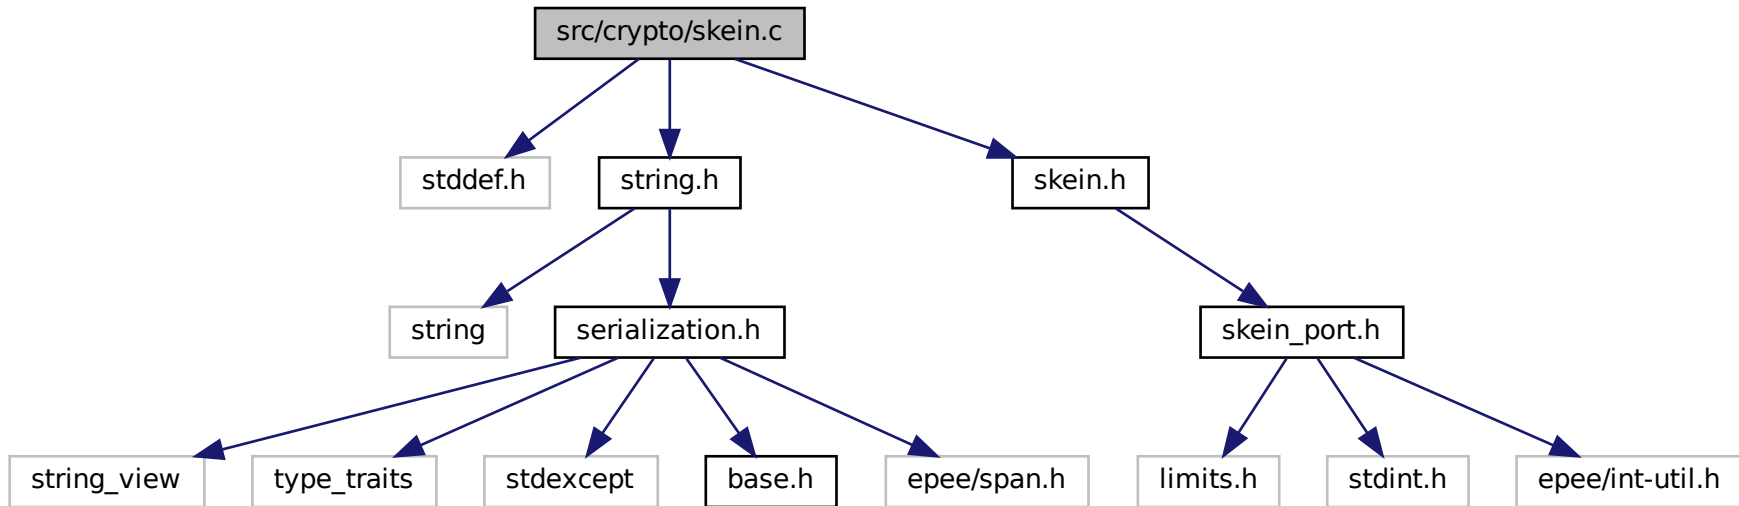 src/crypto/skein.c
stddef.h
string.h
skein.h
string
serialization.h
skein_port.h
string_view
type_traits
stdexcept
base.h
epee/span.h
limits.h
stdint.h
epee/int-util.h